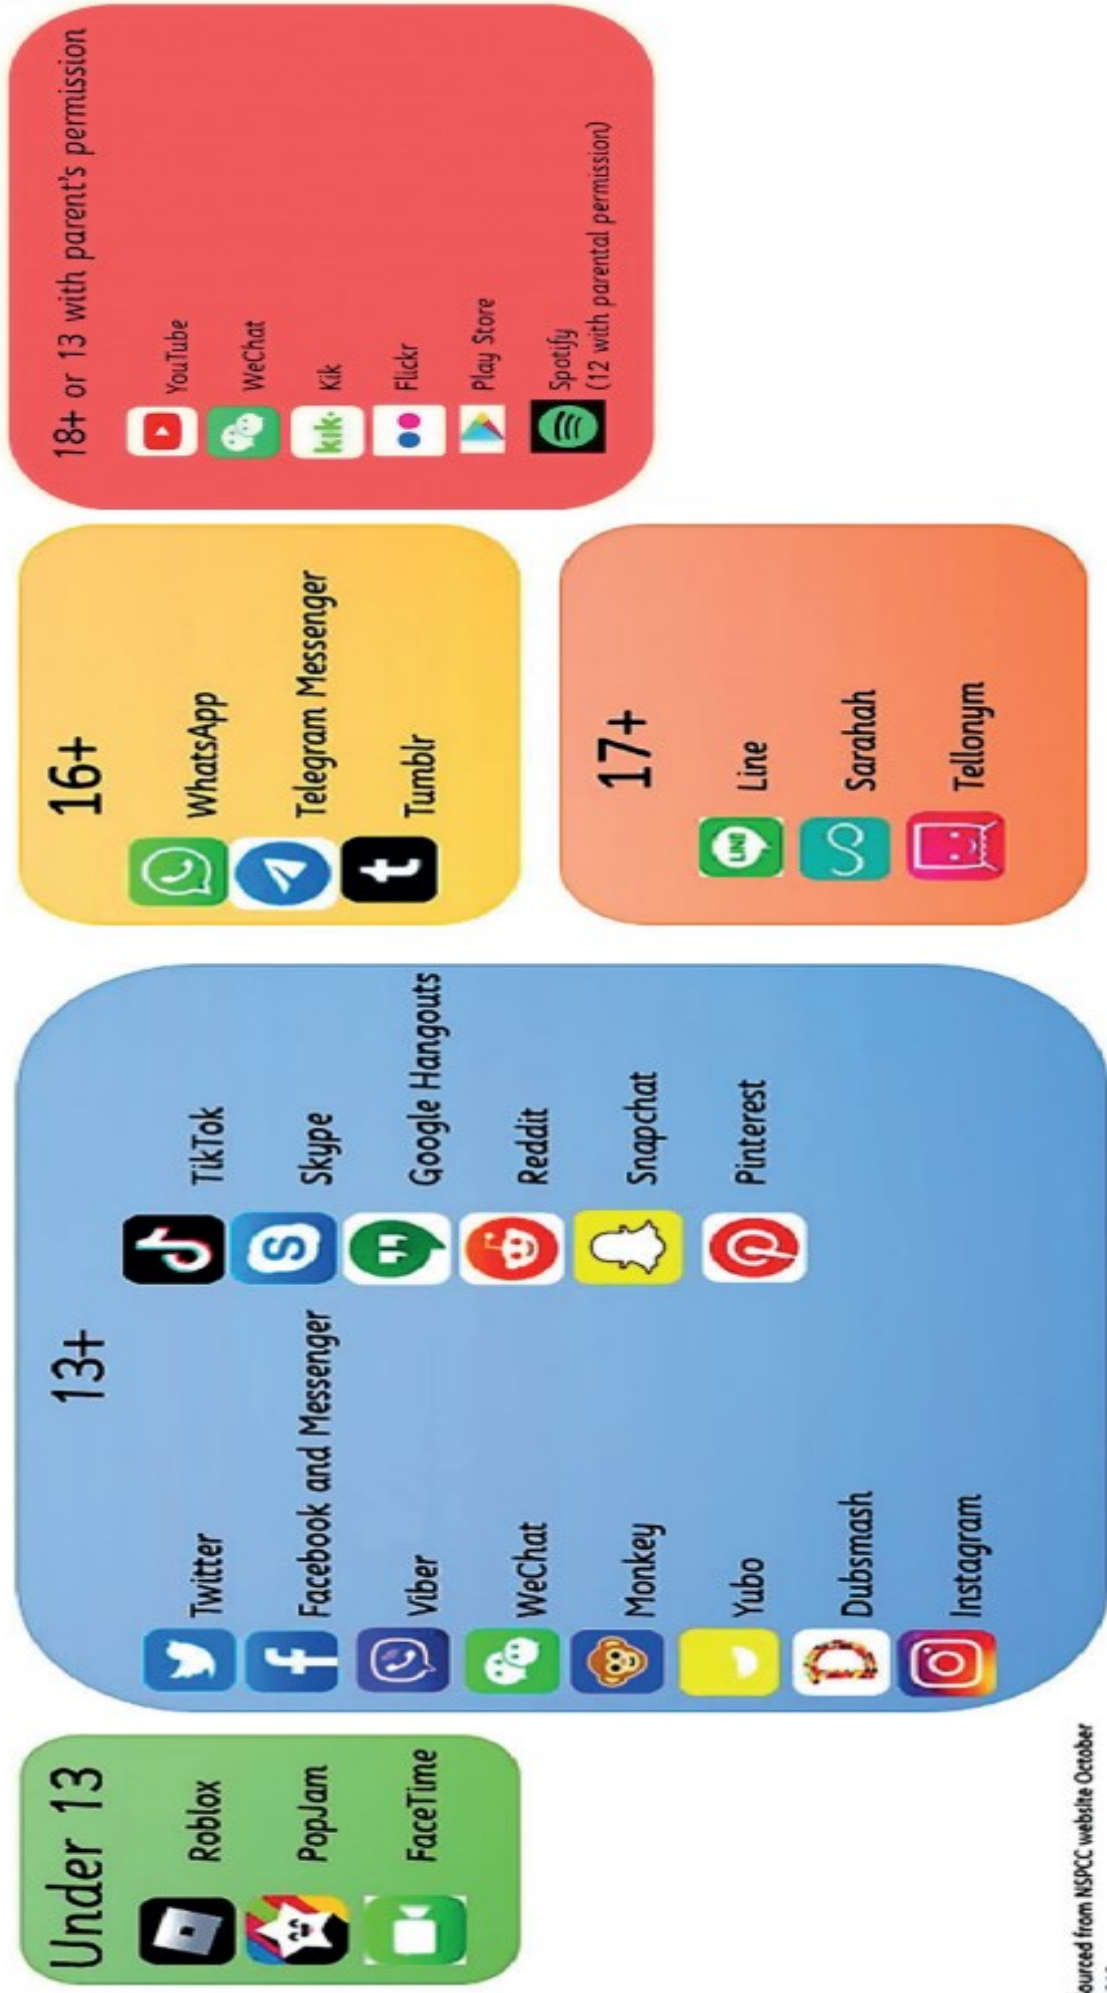 Under 13
Roblox
PopJam
FaceTime
13+
Twitter
Facebook and Messenger
Viber
WeChat
Monkey
Yubo
Dubsmash
Instagram
TikTok
Skype
Google Hangouts
Reddit
Snapchat
Pinterest
16+
WhatsApp
Telegram Messenger
t Tumblr
17+
LINE Line
Sarahah
Tellonym
18+ or 13 with parent's permission
YouTube
WeChat
kik Kik
Flickr
Play Store
Spotify
(12 with parental permission)
ourced from NSPCC website October